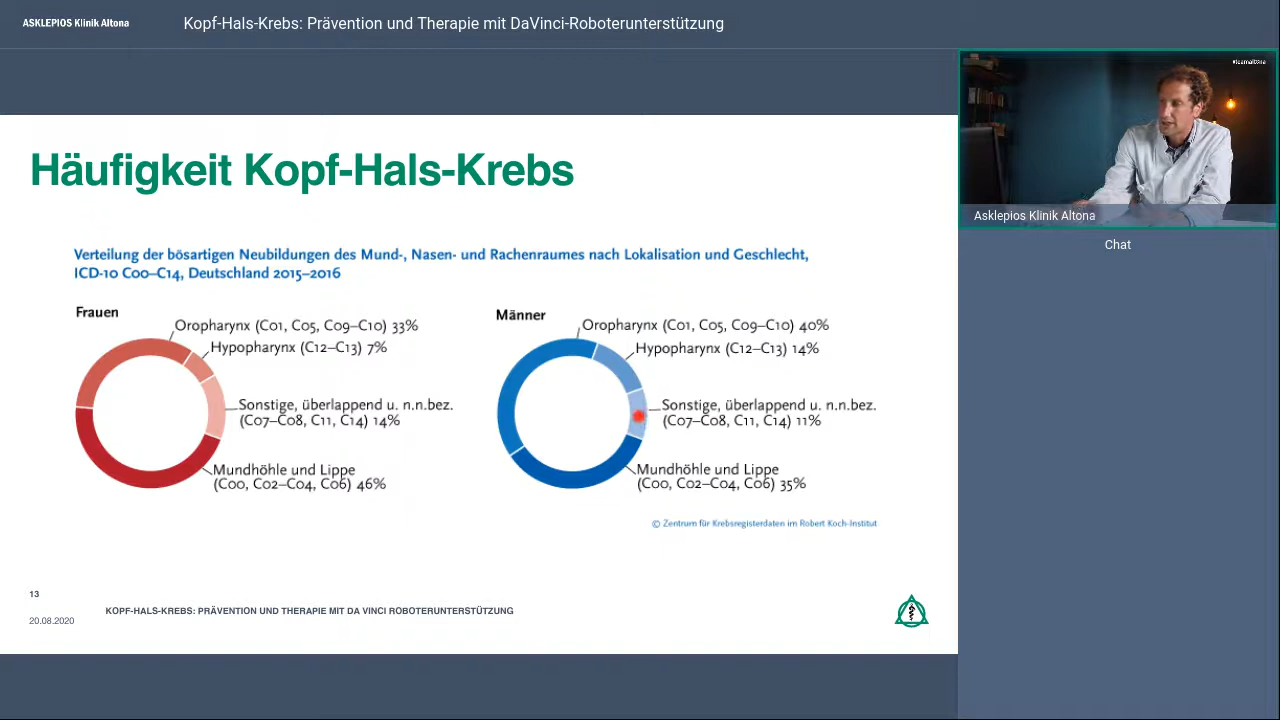 ASKLEPIOS Klinik Altona
Kopf-Hals-Krebs: Prävention und Therapie mit DaVinci-Roboterunterstützung
#teamaltona
Asklepios Klinik Altona
Chat
Häufigkeit Kopf-Hals-Krebs
Verteilung der bösartigen Neubildungen des Mund-, Nasen- und Rachenraumes nach Lokalisation und Geschlecht,
ICD-10 C00–C14, Deutschland 2015–2016
Frauen
Oropharynx (C01, C05, C09–C10) 33%
Hypopharynx (C12–C13) 7%
Sonstige, überlappend u. n.n.bez.
(C07–C08, C11, C14) 14%
Mundhöhle und Lippe
(C00, C02–C04, C06) 46%
Männer
Oropharynx (C01, C05, C09–C10) 40%
Hypopharynx (C12–C13) 14%
Sonstige, überlappend u. n.n.bez.
(C07–C08, C11, C14) 11%
Mundhöhle und Lippe
(C00, C02–C04, C06) 35%
© Zentrum für Krebsregisterdaten im Robert Koch-Institut
13
KOPF-HALS-KREBS: PRÄVENTION UND THERAPIE MIT DA VINCI ROBOTERUNTERSTÜTZUNG
20.08.2020